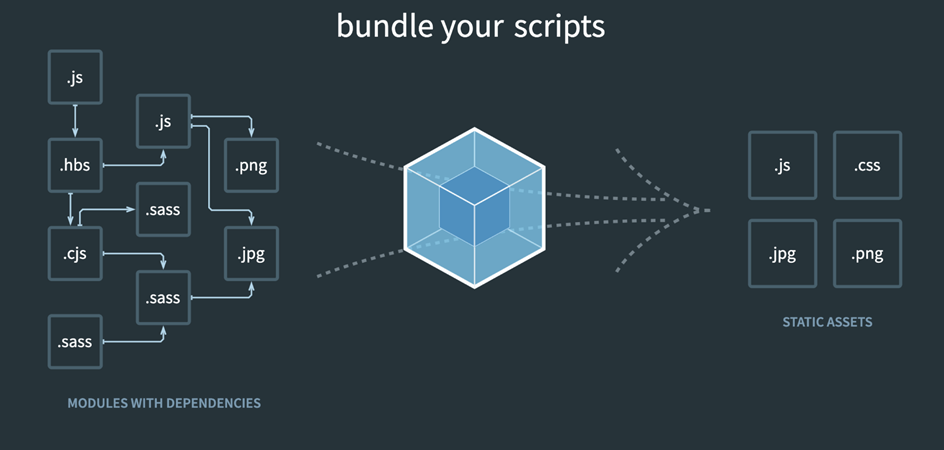 bundle your scripts
.js
.js
.hbs
.png
.sass
.cjs
.jpg
.sass
.sass
MODULES WITH DEPENDENCIES
.js
.css
.jpg
.png
STATIC ASSETS